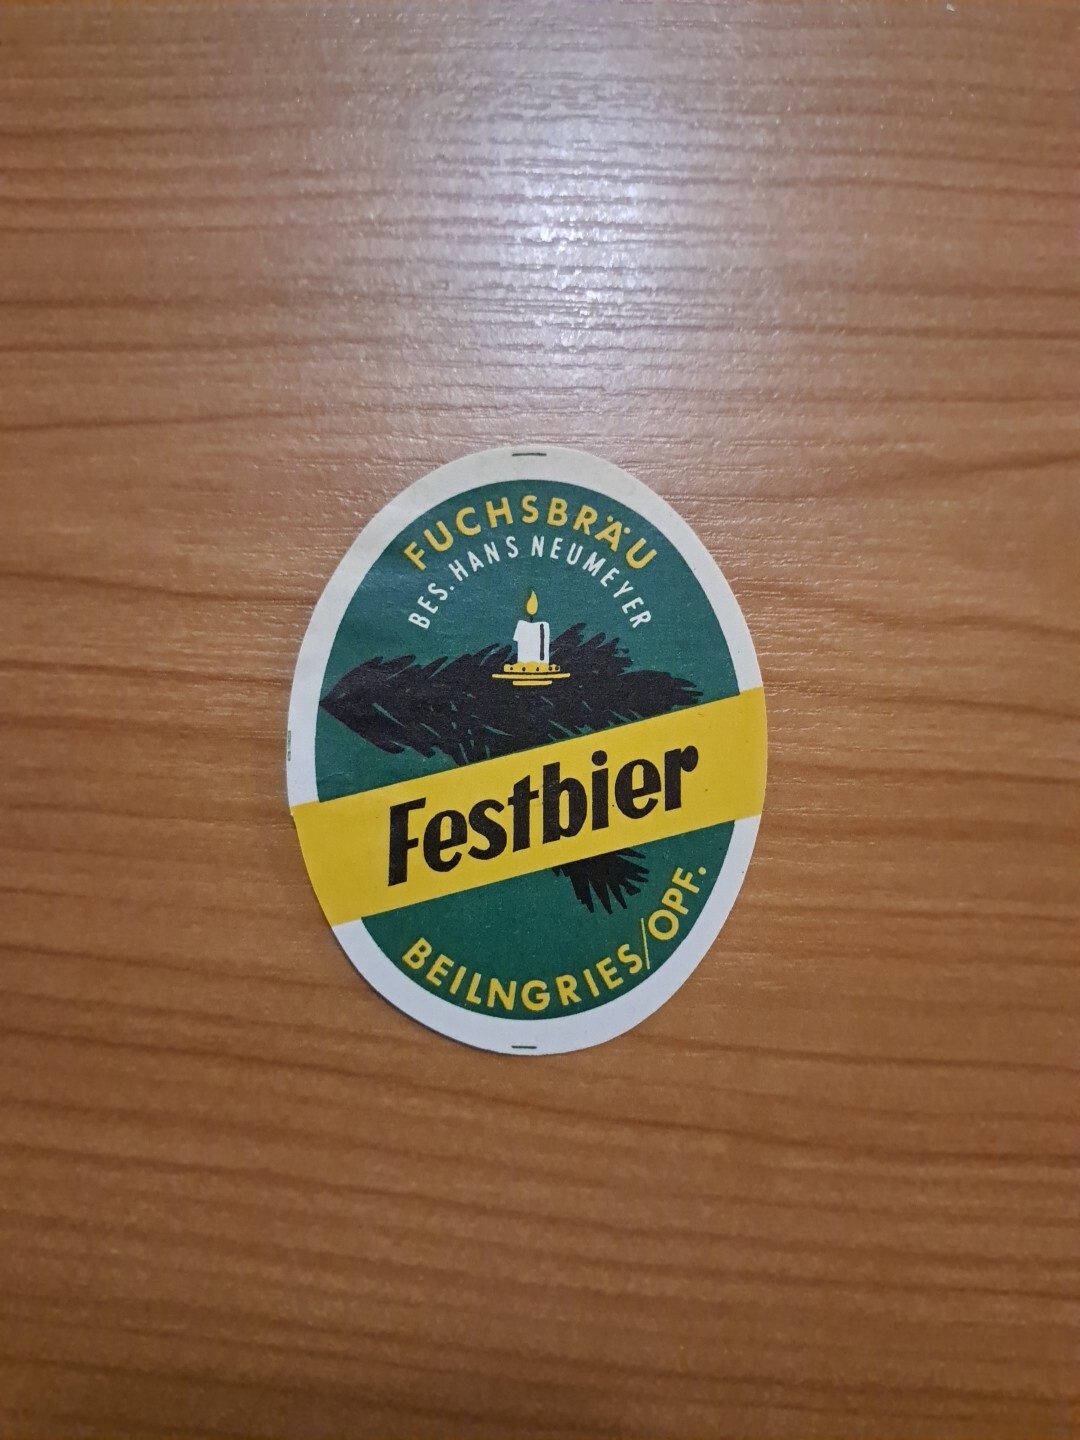 FUCHSBRÄU
BES. HANS NEUMEYER
Festbier
BEILNGRIES/OPF.